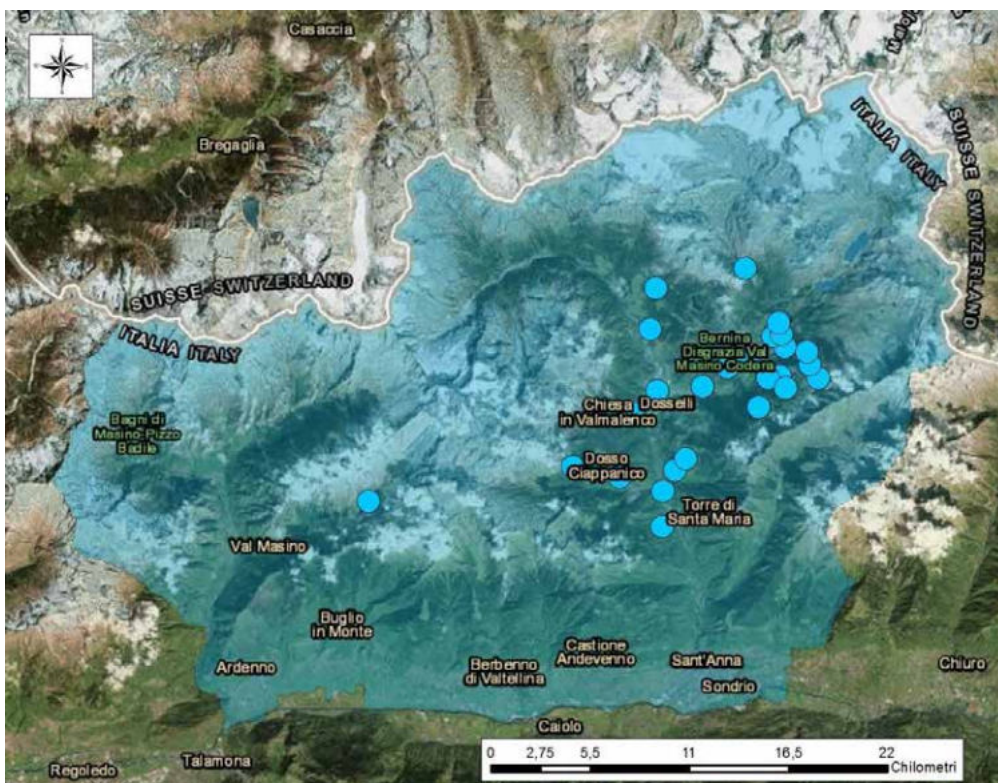 Casaccia
Maloja
Bregaglia
ITALIA ITALY
SUISSE SWITZERLAND
SUISSE SWITZERLAND
ITALIA ITALY
Bernina
Disgrazia Val
Masino Codera
Bagni di
Masino-Pizzo
Badile
Chiesa
in Valmalenco
Dosselli
Dosso
Ciappanico
Torre di
Santa Maria
Val Masino
Buglio
in Monte
Castione
Andevenno
Ardenno
Berbenno
di Valtellina
Sant'Anna
Chiuro
Sondrio
Caiolo
Talamona
Regoledo
0 2,75 5,5 11 16,5 22
Chilometri